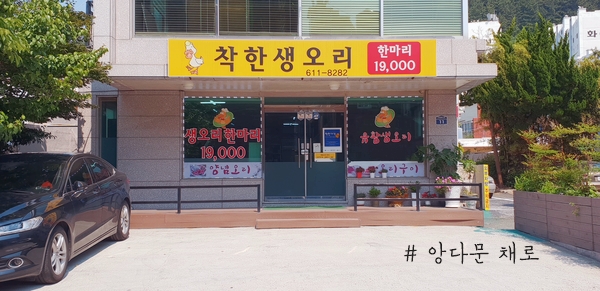 착한생오리
611-8282
한마리
19,000
생오리한마리
19,000
양념오리
유황생오리
# 앙다문 채로